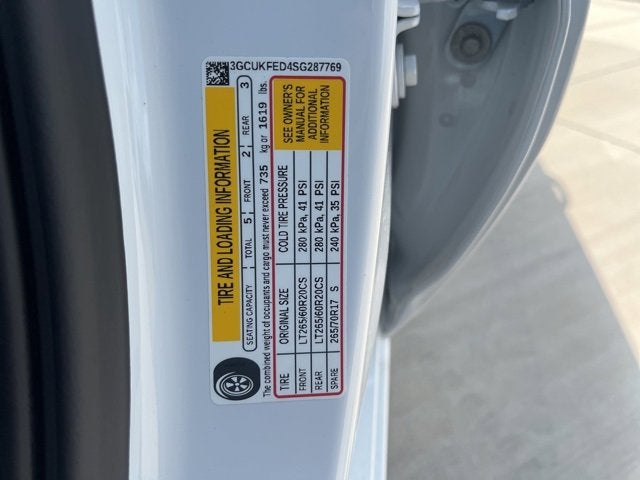 3GCUKFED4SG287769
TIRE AND LOADING INFORMATION
SEATING CAPACITY TOTAL 5 FRONT 2 REAR 3
The combined weight of occupants and cargo must never exceed 735 kg or 1619 lbs.
TIRE ORIGINAL SIZE COLD TIRE PRESSURE
FRONT LT265/60R20CS 280 kPa, 41 PSI
REAR LT265/60R20CS 280 kPa, 41 PSI
SPARE 265/70R17 S 240 kPa, 35 PSI
SEE OWNER'S
MANUAL FOR
ADDITIONAL
INFORMATION